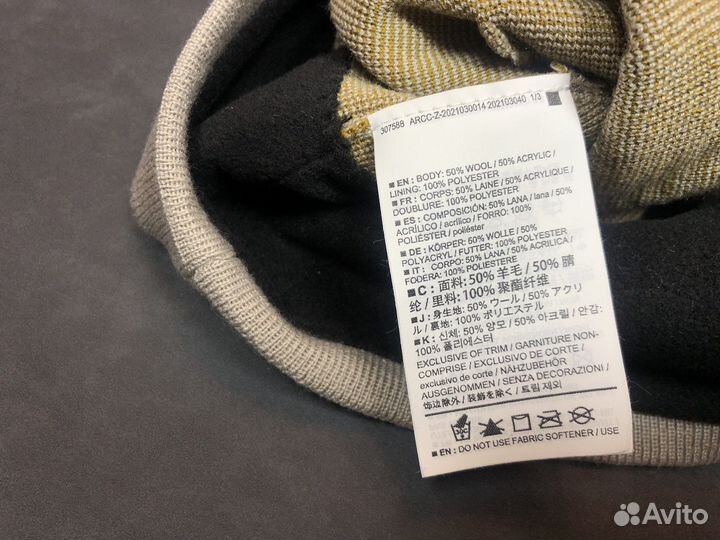 307588 ARCC-Z-2021030014 202103040 1/3
EN: BODY: 50% WOOL / 50% ACRYLIC /
LINING: 100% POLYESTER
FR : CORPS: 50% LAINE / 50% ACRYLIQUE /
DOUBLURE: 100% POLYESTER
ES : COMPOSICIÓN: 50% LANA / lana / 50%
ACRÍLICO / acrílico / FORRO: 100%
POLIÉSTER / poliéster
DE : KÖRPER: 50% WOLLE / 50%
POLYACRYL / FUTTER: 100% POLYESTER
IT : CORPO: 50% LANA / 50% ACRILICA /
FODERA: 100% POLIESTERE
C : 面料: 50% 羊毛 / 50% 腈
纶 / 里料: 100% 聚酯纤维
J : 身生地: 50% ウール / 50% アクリ
ル / 裏地: 100% ポリエステル
K : 신체: 50% 양모 / 50% 아크릴 / 안감:
100% 폴리에스터
EXCLUSIVE OF TRIM / GARNITURE NON-
COMPRISE / EXCLUSIVO DE CORTE /
exclusivo de corte / NÄHZUBEHÖR
AUSGENOMMEN / SENZA DECORAZIONI /
饰边除外 / 装飾を除く / 트림 제외
30C
EN: DO NOT USE FABRIC SOFTENER / USE
Avito